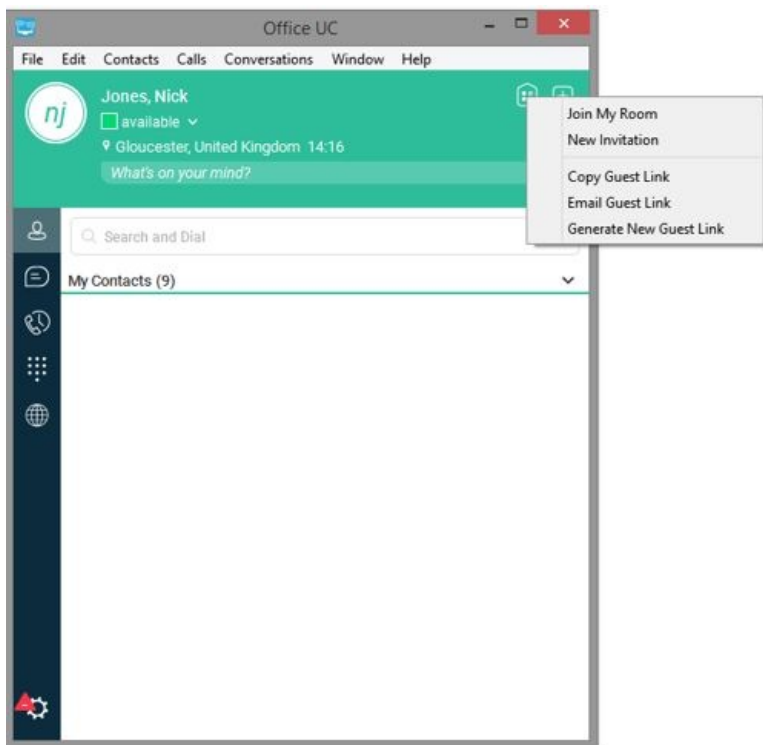 Office UC
File Edit Contacts Calls Conversations Window Help
nj
Jones, Nick
available
Gloucester, United Kingdom 14:16
What's on your mind?
Join My Room
New Invitation
Copy Guest Link
Email Guest Link
Generate New Guest Link
Search and Dial
My Contacts (9)